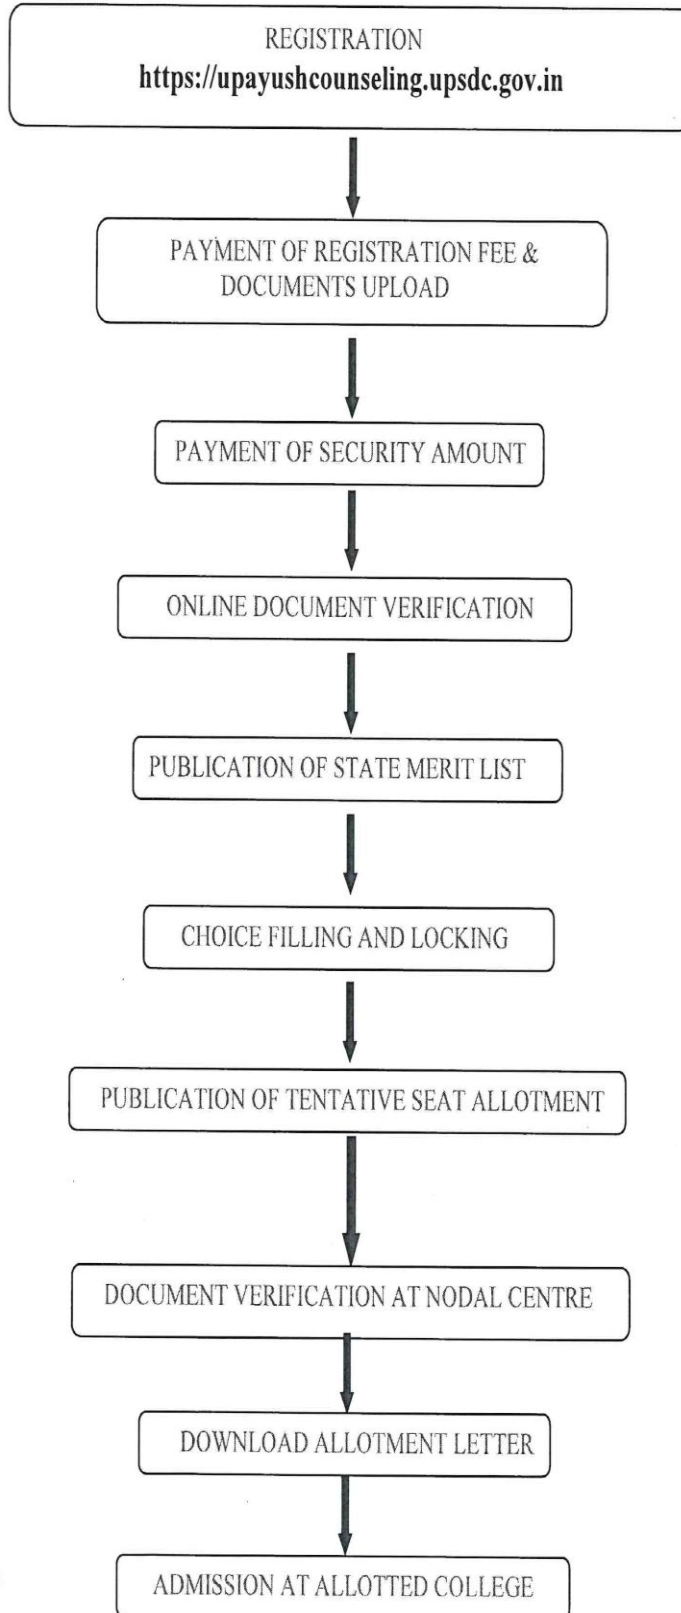 REGISTRATION
https://upayushcounseling.upsdc.gov.in
PAYMENT OF REGISTRATION FEE &
DOCUMENTS UPLOAD
PAYMENT OF SECURITY AMOUNT
ONLINE DOCUMENT VERIFICATION
PUBLICATION OF STATE MERIT LIST
CHOICE FILLING AND LOCKING
PUBLICATION OF TENTATIVE SEAT ALLOTMENT
DOCUMENT VERIFICATION AT NODAL CENTRE
DOWNLOAD ALLOTMENT LETTER
ADMISSION AT ALLOTTED COLLEGE